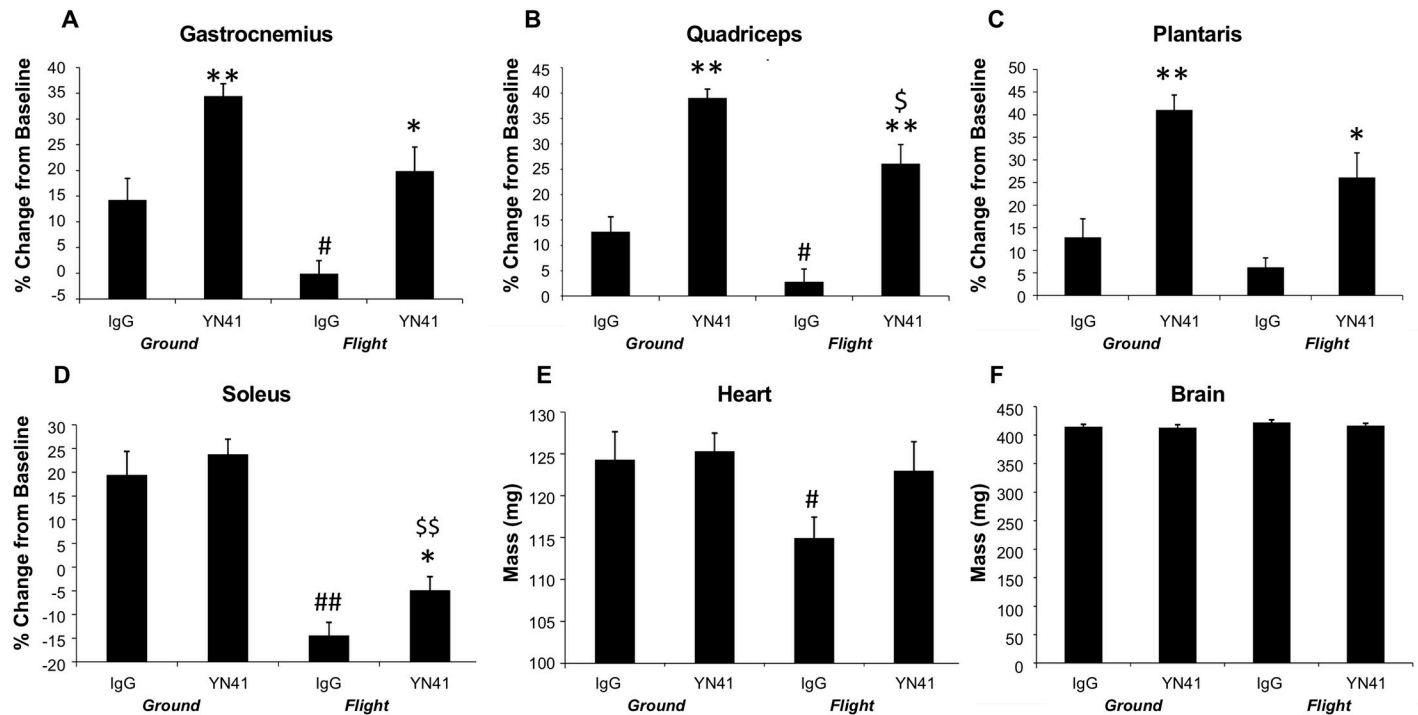 A
Gastrocnemius
% Change from Baseline
40
35
30
25
20
15
10
5
0
-5
**
#
*
IgG YN41 IgG YN41
Ground Flight
B
Quadriceps
% Change from Baseline
45
40
35
30
25
20
15
10
5
0
**
#
$
**
IgG YN41 IgG YN41
Ground Flight
C
Plantaris
% Change from Baseline
50
45
40
35
30
25
20
15
10
5
0
**
*
IgG YN41 IgG YN41
Ground Flight
D
Soleus
% Change from Baseline
30
25
20
15
10
5
0
-5
-10
-15
-20
##
$$
*
IgG YN41 IgG YN41
Ground Flight
E
Heart
Mass (mg)
130
125
120
115
110
105
100
#
IgG YN41 IgG YN41
Ground Flight
F
Brain
Mass (mg)
450
400
350
300
250
200
150
100
50
0
IgG YN41 IgG YN41
Ground Flight